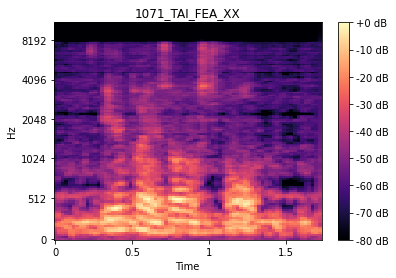 1071_TAI_FEA_XX
8192
4096
2048
1024
512
0
Hz
0
0.5
1
1.5
Time
+0 dB
-10 dB
-20 dB
-30 dB
-40 dB
-50 dB
-60 dB
-70 dB
-80 dB